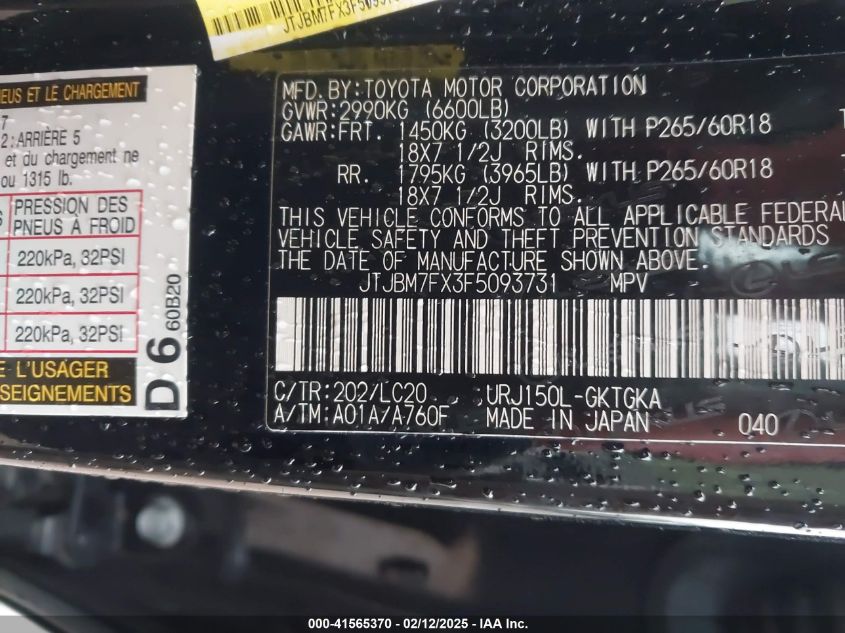 JTJBM7FX3F5093731
NEUS ET LE CHARGEMENT
7
2: ARRIÈRE 5
et du chargement ne
ou 1315 lb.
PRESSION DES
PNEUS À FROID
220kPa, 32PSI
220kPa, 32PSI
220kPa, 32PSI
E L'USAGER
SEIGNEMENTS
D 6 60B20
MFD. BY: TOYOTA MOTOR CORPORATION
GVWR: 2990KG (6600LB)
GAWR: FRT. 1450KG (3200LB) WITH P265/60R18
18X7 1/2J RIMS.
RR. 1795KG (3965LB) WITH P265/60R18
18X7 1/2J RIMS.
THIS VEHICLE CONFORMS TO ALL APPLICABLE FEDERAL
VEHICLE SAFETY AND THEFT PREVENTION STANDARDS
THE DATE OF MANUFACTURE SHOWN ABOVE.
JTJBM7FX3F5093731 MPV
C/TR: 202/LC20 URJ150L-GKTGKA
A/TM: A01A/A760F MADE IN JAPAN 040
000-41565370 - 02/12/2025 - IAA Inc.